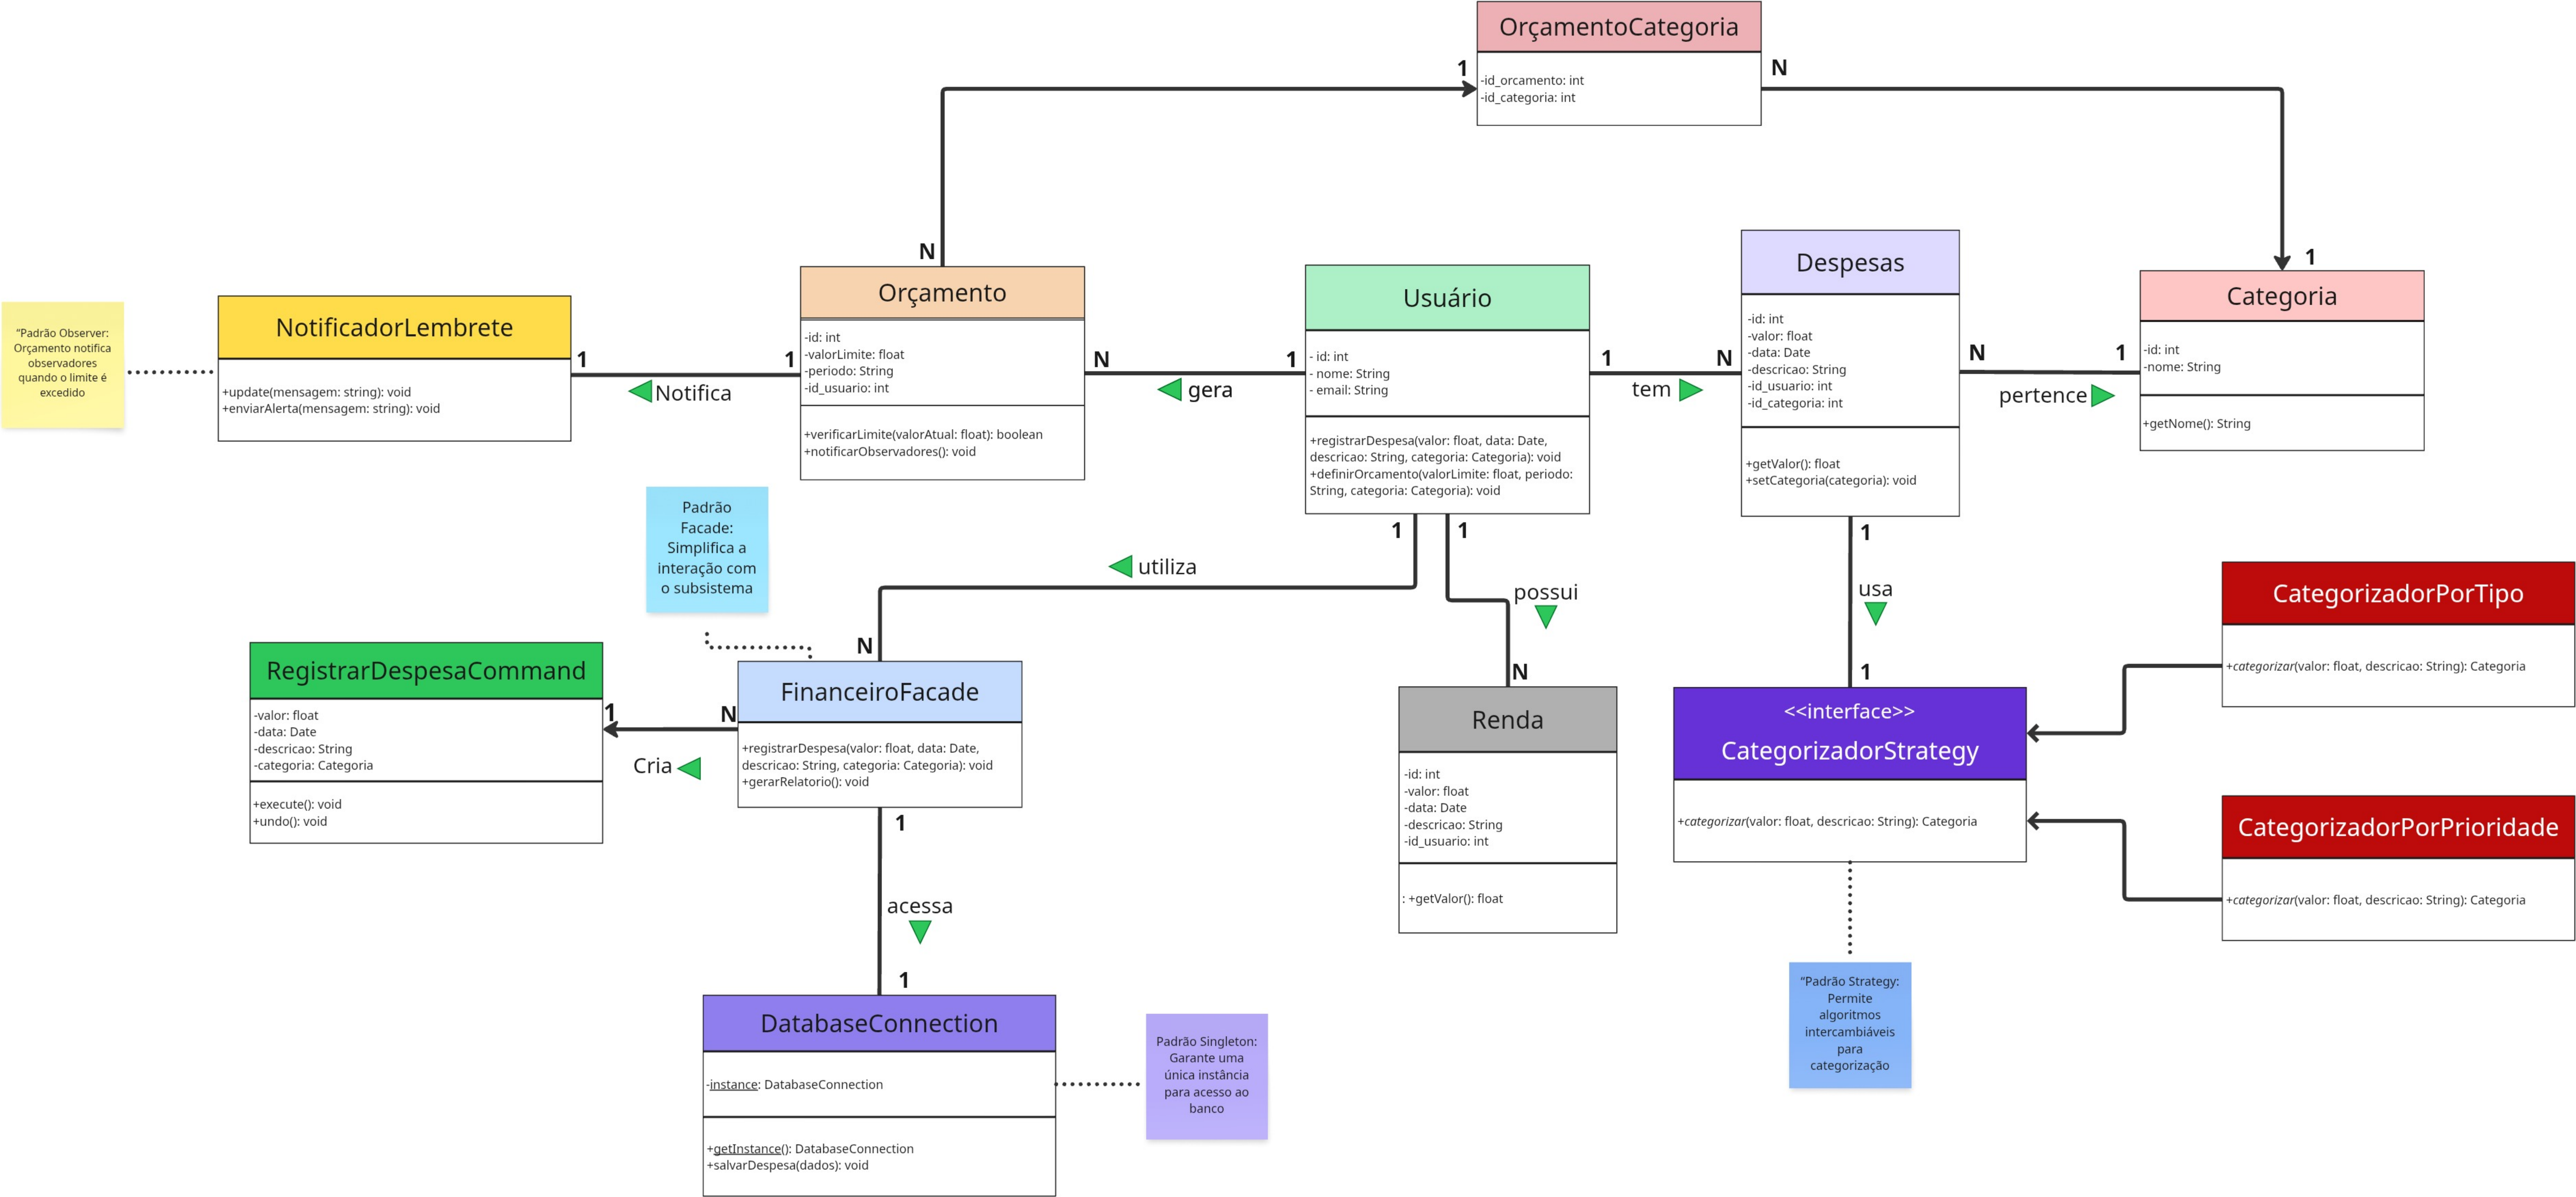 OrçamentoCategoria
-id_orcamento: int
-id_categoria: int
1
N
N
1
"Padrão Observer:
Orçamento notifica
observadores
quando o limite é
excedido
NotificadorLembrete
+update(mensagem: string): void
+enviarAlerta(mensagem: string): void
1
1
Notifica
Orçamento
-id: int
-valorLimite: float
-periodo: String
-id_usuario: int
+verificarLimite(valorAtual: float): boolean
+notificarObservadores(): void
N
1
gera
Usuário
- id: int
- nome: String
- email: String
+registrarDespesa(valor: float, data: Date,
descricao: String, categoria: Categoria): void
+definirOrcamento(valorLimite: float, periodo:
String, categoria: Categoria): void
1
N
tem
Despesas
-id: int
-valor: float
-data: Date
-descricao: String
-id_usuario: int
-id_categoria: int
+getValor(): float
+setCategoria(categoria): void
N
1
pertence
Categoria
-id: int
-nome: String
+getNome(): String
Padrão
Facade:
Simplifica a
interação com
o subsistema
1
1
utiliza
N
possui
N
1
usa
1
RegistrarDespesaCommand
-valor: float
-data: Date
-descricao: String
-categoria: Categoria
+execute(): void
+undo(): void
1
N
Cria
FinanceiroFacade
+registrarDespesa(valor: float, data: Date,
descricao: String, categoria: Categoria): void
+gerarRelatorio(): void
Renda
-id: int
-valor: float
-data: Date
-descricao: String
-id_usuario: int
: +getValor(): float
<<interface>>
CategorizadorStrategy
+categorizar(valor: float, descricao: String): Categoria
CategorizadorPorTipo
+categorizar(valor: float, descricao: String): Categoria
CategorizadorPorPrioridade
+categorizar(valor: float, descricao: String): Categoria
1
acessa
1
DatabaseConnection
-instance: DatabaseConnection
+getInstance(): DatabaseConnection
+salvarDespesa(dados): void
Padrão Singleton:
Garante uma
única instância
para acesso ao
banco
"Padrão Strategy:
Permite
algoritmos
intercambiáveis
para
categorização